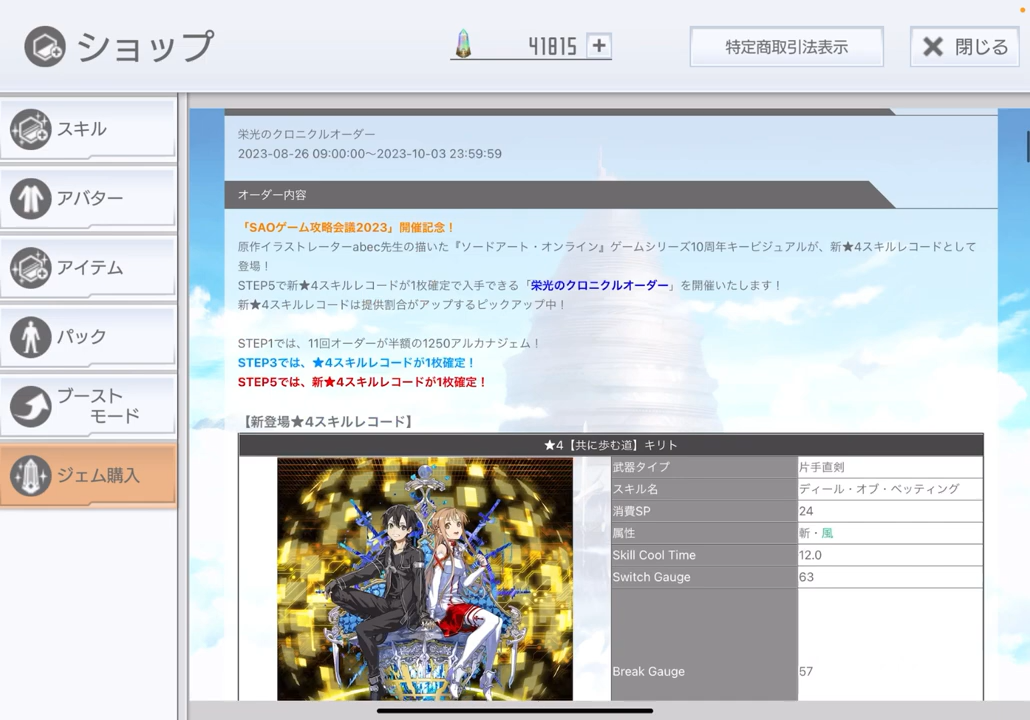 ショップ
41815
特定商取引法表示
閉じる
スキル
アバター
アイテム
パック
ブースト
モード
ジェム購入
栄光のクロニクルオーダー
2023-08-26 09:00:00～2023-10-03 23:59:59
オーダー内容
「SAOゲーム攻略会議2023」開催記念！
原作イラストレーターabec先生の描いた『ソードアート・オンライン』ゲームシリーズ10周年キービジュアルが、新★4スキルレコードとして
登場！
STEP5で新★4スキルレコードが1枚確定で入手できる「栄光のクロニクルオーダー」を開催いたします！
新★4スキルレコードは提供割合がアップするピックアップ中！
STEP1では、11回オーダーが半額の1250アルカナジェム！
STEP3では、★4スキルレコードが1枚確定！
STEP5では、新★4スキルレコードが1枚確定！
【新登場★4スキルレコード】
★4【共に歩む道】キリト
武器タイプ 片手直剣
スキル名 ディール・オブ・ベッティング
消費SP 24
属性 斬・風
Skill Cool Time 12.0
Switch Gauge 63
Break Gauge 57